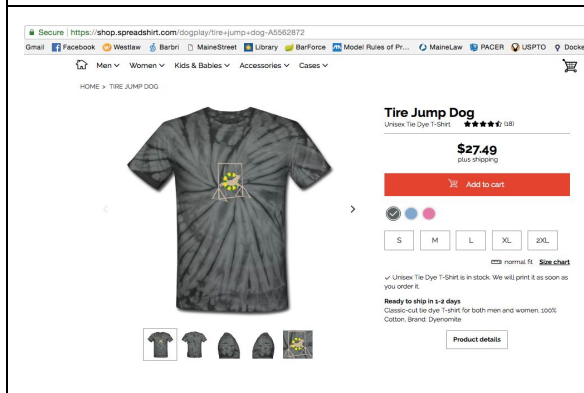 Secure | https://shop.spreadshirt.com/dogplay/tire+jump+dog-A5562872
Gmail Facebook Westlaw Barbri MaineStreet Library BarForce Model Rules of Pr... MaineLaw PACER USPTO Docke
Men Women Kids & Babies Accessories Cases
HOME > TIRE JUMP DOG
Tire Jump Dog
Unisex Tie Dye T-Shirt (18)
$27.49
plus shipping
Add to cart
S M L XL 2XL
normal fit Size chart
✓ Unisex Tie Dye T-Shirt is in stock. We will print it as soon as
you order it.
Ready to ship in 1-2 days
Classic-cut tie dye T-shirt for both men and women, 100%
Cotton, Brand: Dyenomite
Product details